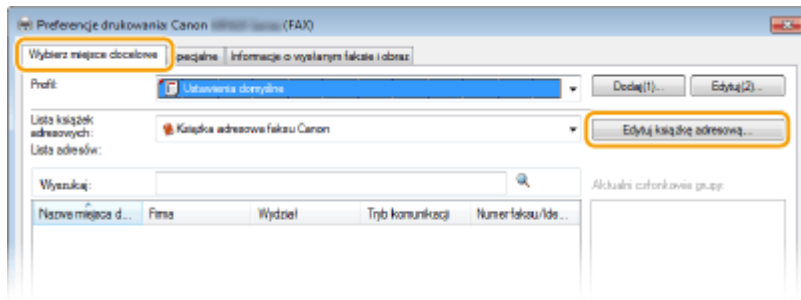 Preferencje drukowania: Canon (FAX)
Wybierz miejsce docelowe specjalne Informacje o wysłanym faksie i obraz
Profil: Ustawienia domyślne Dodaj(1)... Edytuj(2)...
Lista książek adresowych: Książka adresowa faksu Canon Edytuj książkę adresową...
Lista adresów:
Wyszukaj: Aktualni członkowie grupy:
Nazwa miejsca d... Firma Wydział Tryb komunikacji Numer faksu/Ide...